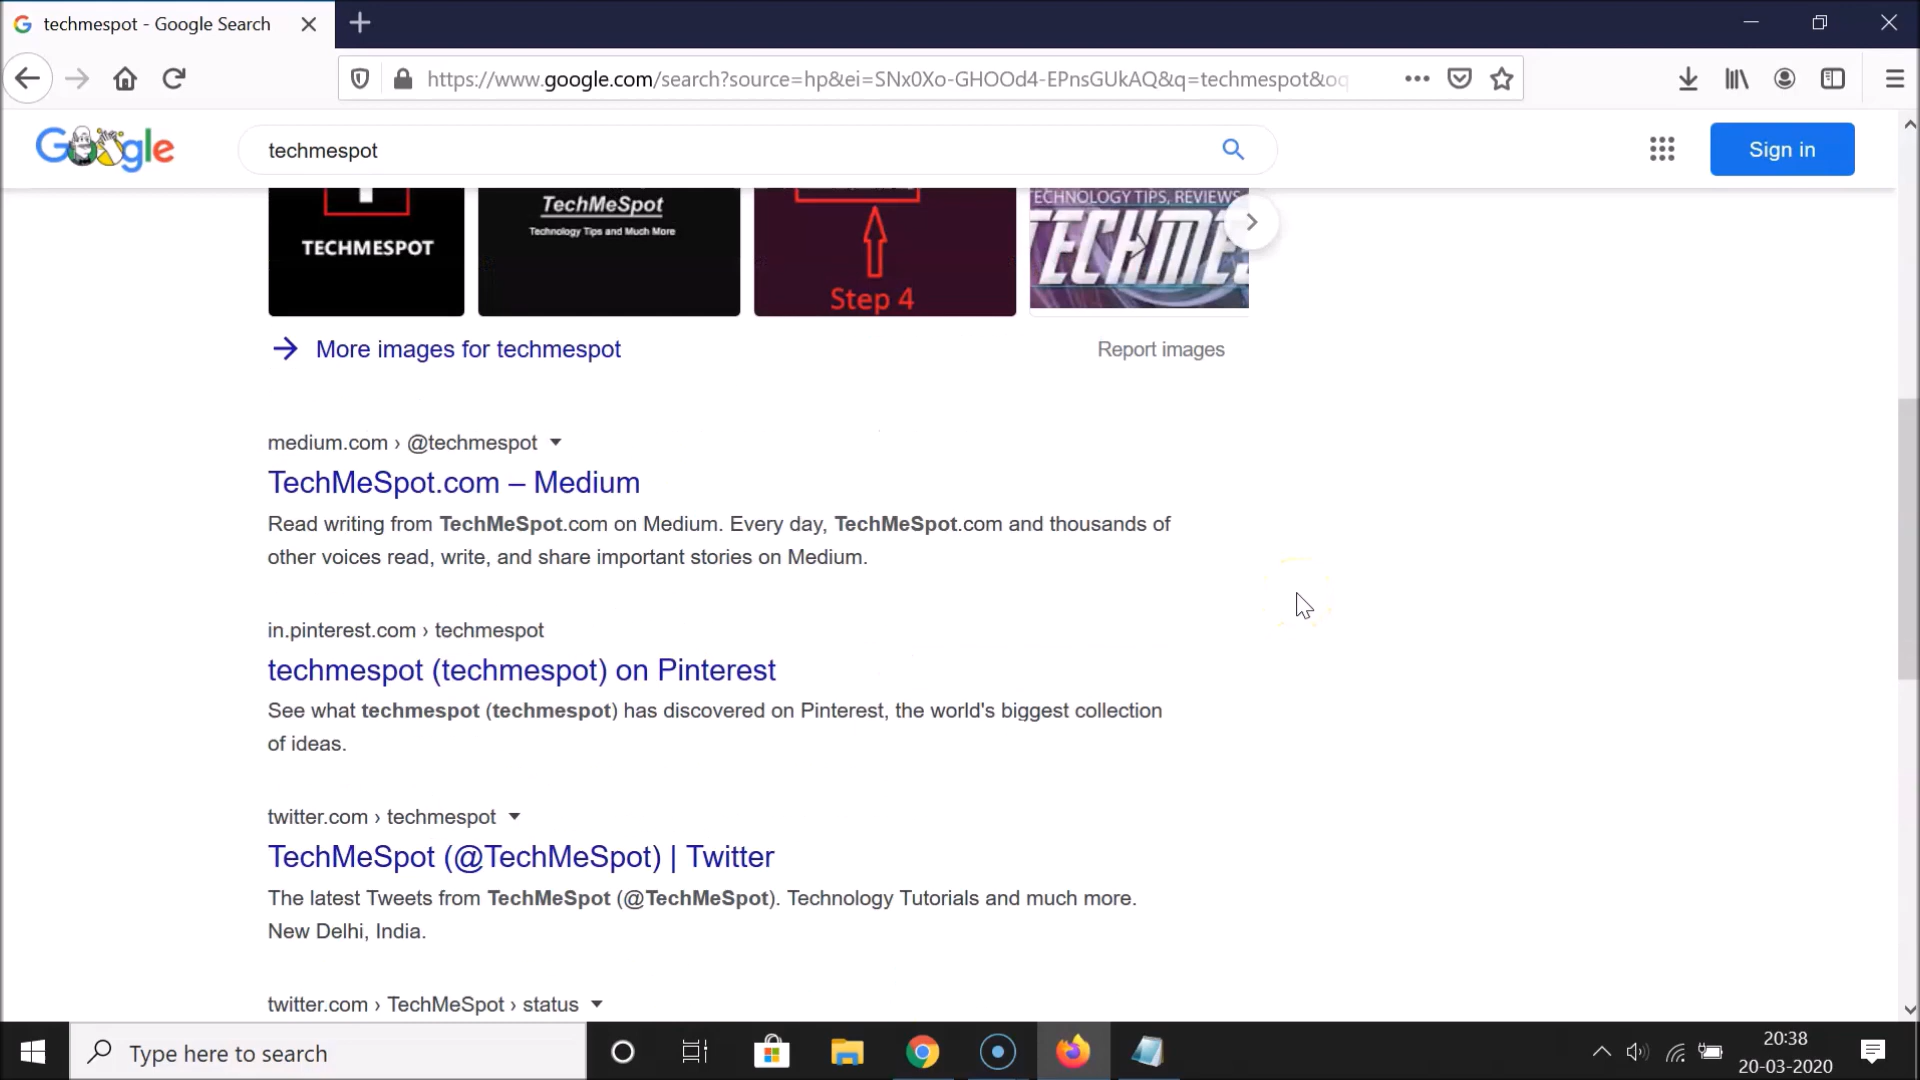 techmespot - Google Search
https://www.google.com/search?source=hp&ei=SNx0Xo-GHOOd4-EPnsGUkAQ&q=techmespot&oq
Google
techmespot
Sign in
TECHMESPOT
TechMeSpot
Technology Tips and Much More
Step 4
ECHNOLOGY TIPS, REVIEWS
TECHMES
More images for techmespot
Report images
medium.com › @techmespot
TechMeSpot.com – Medium
Read writing from TechMeSpot.com on Medium. Every day, TechMeSpot.com and thousands of
other voices read, write, and share important stories on Medium.
in.pinterest.com › techmespot
techmespot (techmespot) on Pinterest
See what techmespot (techmespot) has discovered on Pinterest, the world's biggest collection
of ideas.
twitter.com › techmespot
TechMeSpot (@TechMeSpot) | Twitter
The latest Tweets from TechMeSpot (@TechMeSpot). Technology Tutorials and much more.
New Delhi, India.
twitter.com › TechMeSpot › status
Type here to search
20:38
20-03-2020